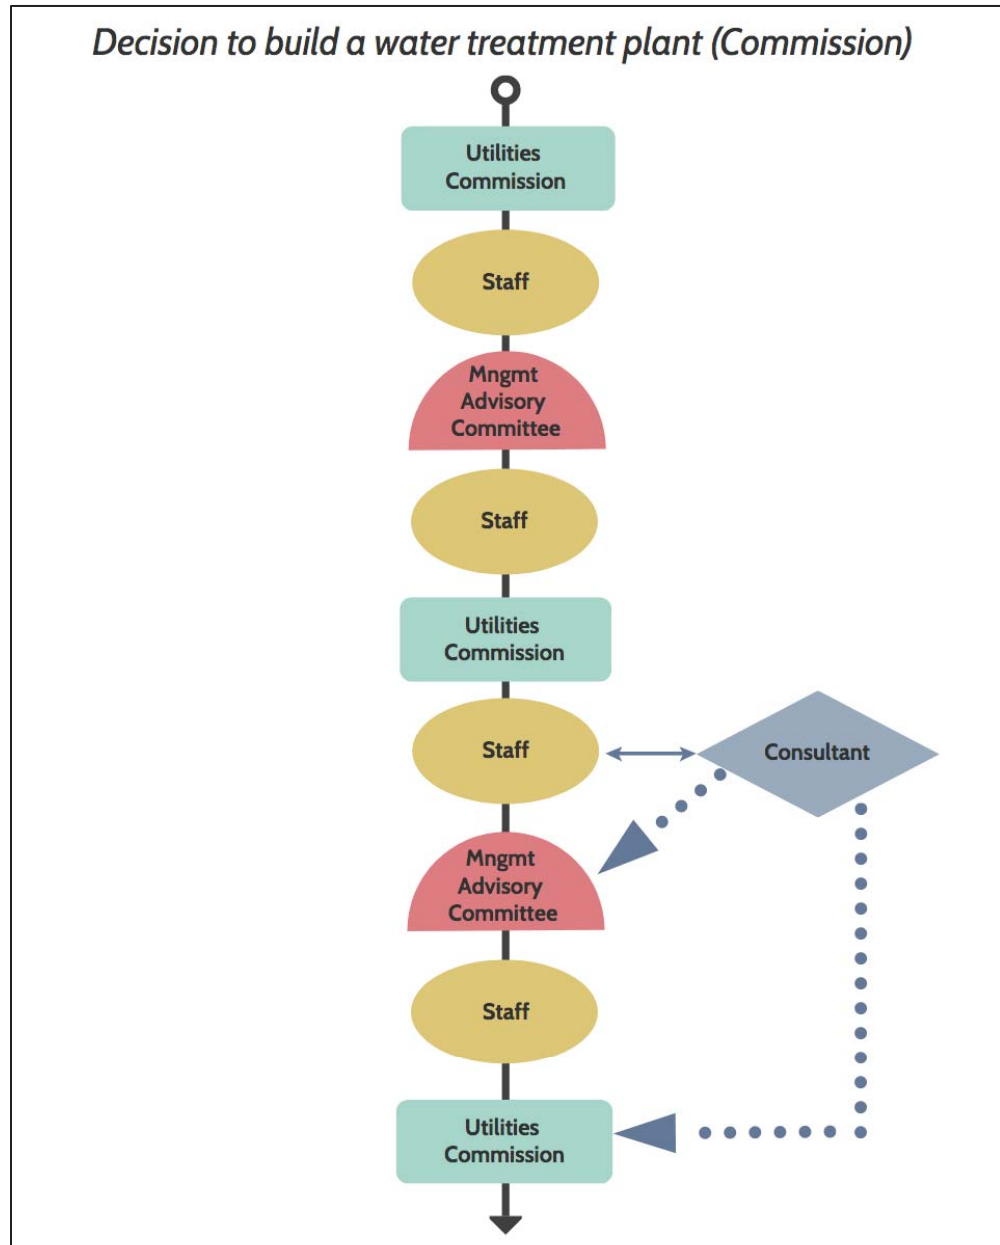 Decision to build a water treatment plant (Commission)
Utilities
Commission
Staff
Mngmt
Advisory
Committee
Staff
Utilities
Commission
Staff
Consultant
Mngmt
Advisory
Committee
Staff
Utilities
Commission